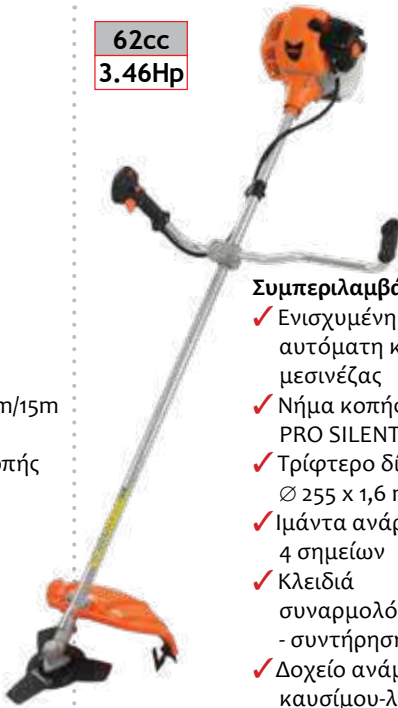 62cc
3.46Hp
m/15m
πής
Συμπεριλαμβά
✓ Ενισχυμένη
αυτόματη κ
μεσινέζας
✓ Νήμα κοπής
PRO SILENT
✓ Τρίφτερο δί
∅ 255 x 1,6 m
✓ Ιμάντα ανάρ
4 σημείων
✓ Κλειδιά
συναρμολό
- συντήρηση
✓ Δοχείο ανάμ
καυσίμου-λ